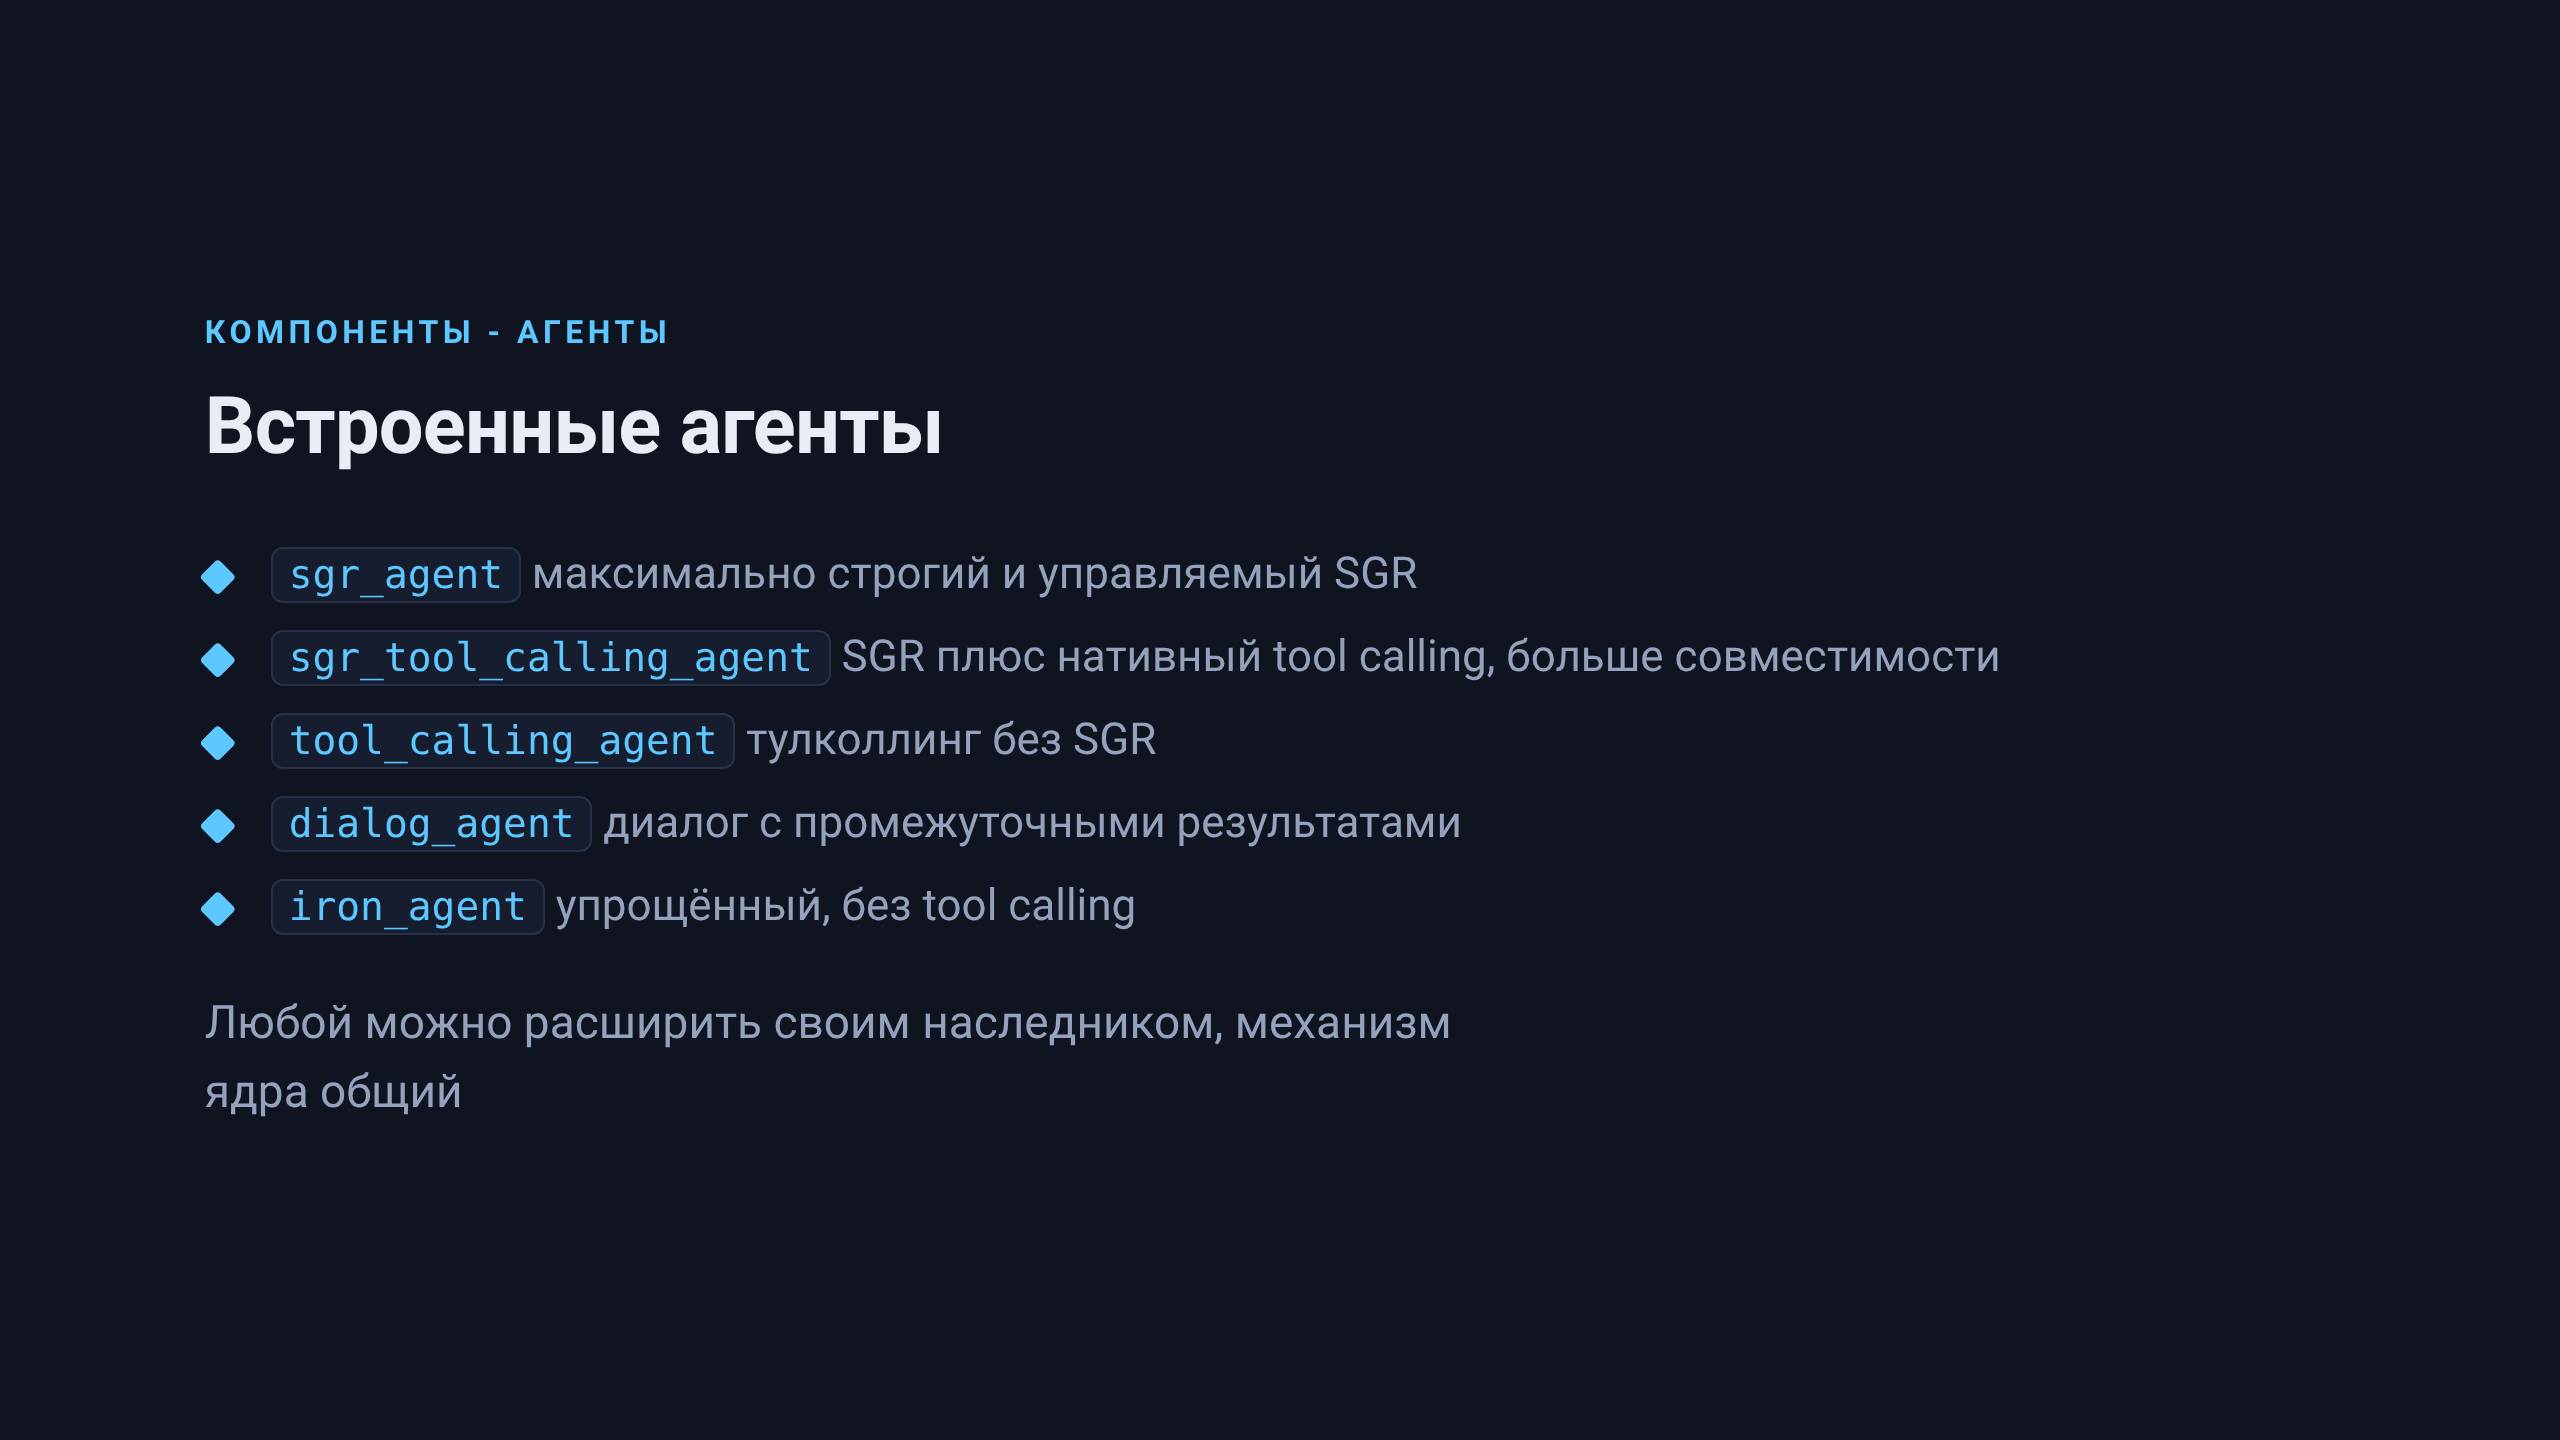 КОМПОНЕНТЫ - АГЕНТЫ
Встроенные агенты
sgr_agent максимально строгий и управляемый SGR
sgr_tool_calling_agent SGR плюс нативный tool calling, больше совместимости
tool_calling_agent тулколлинг без SGR
dialog_agent диалог с промежуточными результатами
iron_agent упрощённый, без tool calling
Любой можно расширить своим наследником, механизм
ядра общий